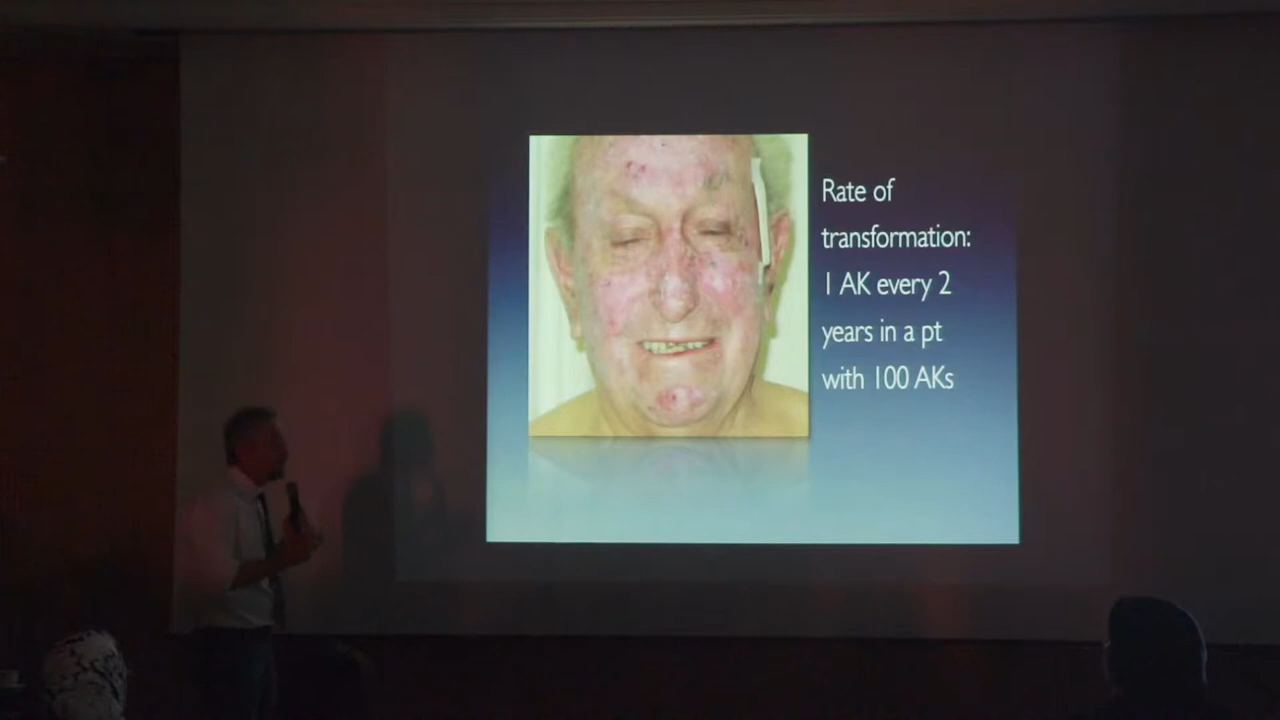 Rate of
transformation:
1 AK every 2
years in a pt
with 100 AKs